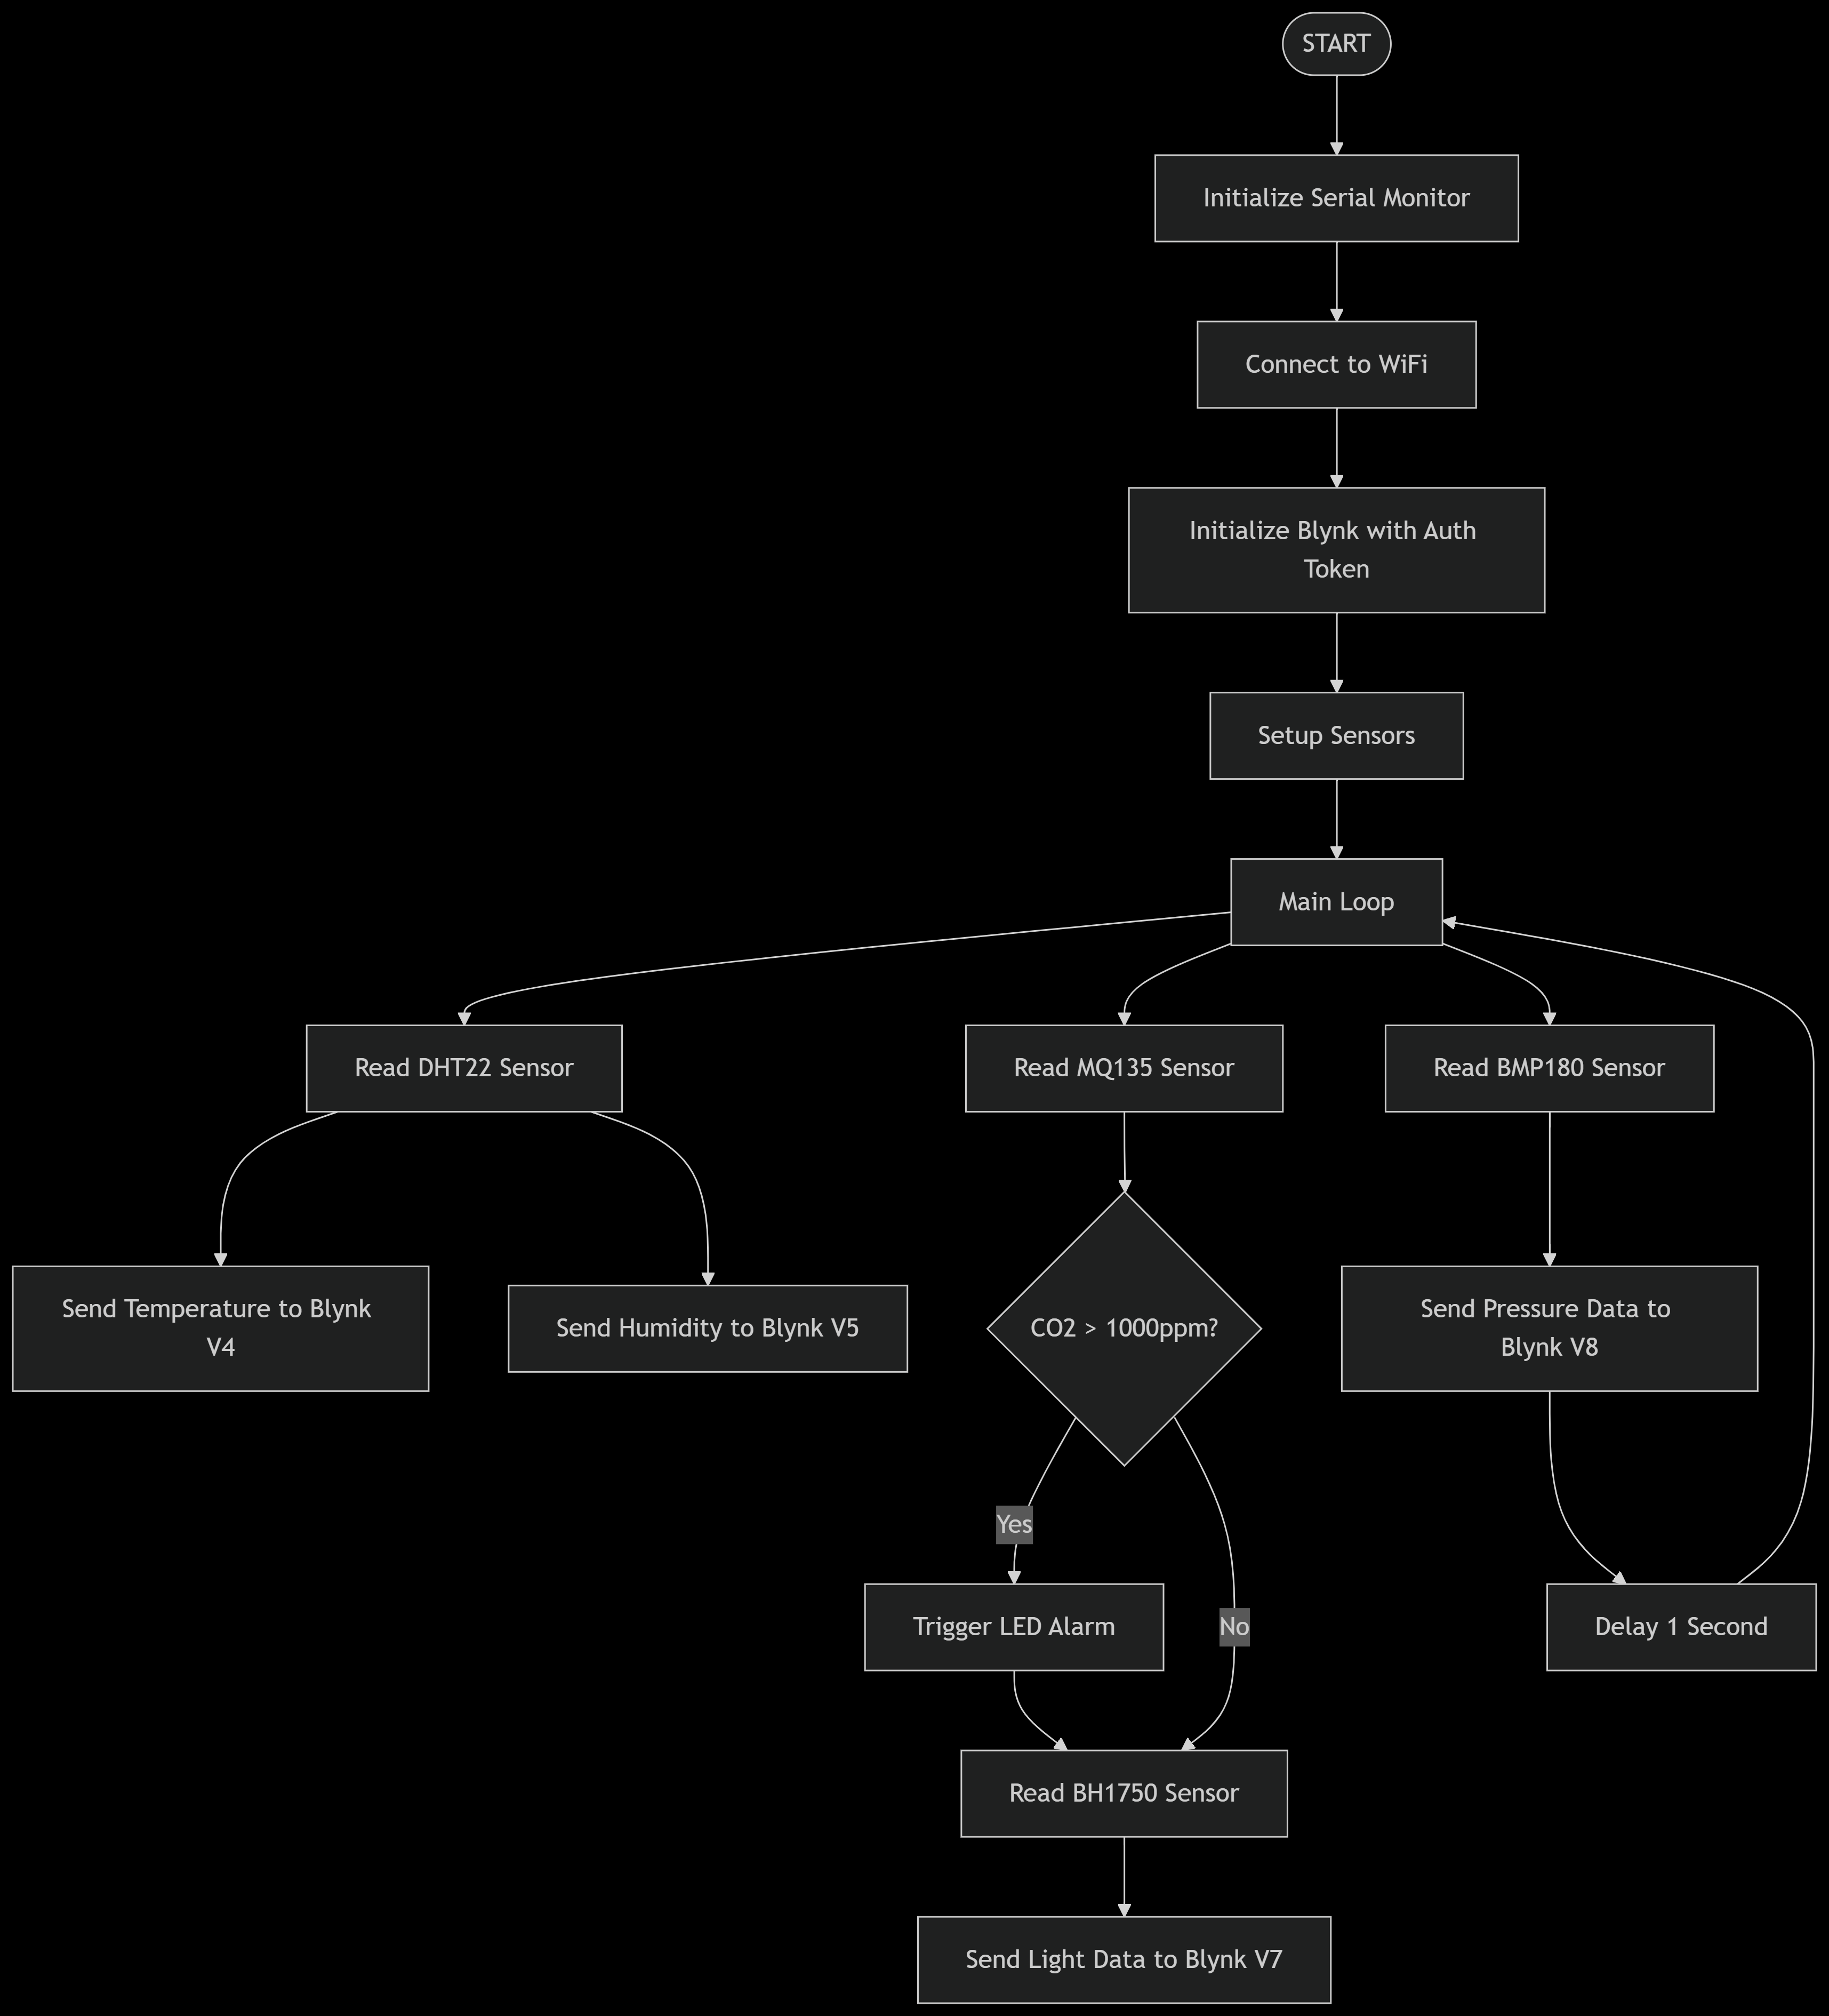 START
Initialize Serial Monitor
Connect to WiFi
Initialize Blynk with Auth
Token
Setup Sensors
Main Loop
Read DHT22 Sensor
Read MQ135 Sensor
Read BMP180 Sensor
Send Temperature to Blynk
V4
Send Humidity to Blynk V5
CO2 > 1000ppm?
Send Pressure Data to
Blynk V8
Yes
No
Trigger LED Alarm
Delay 1 Second
Read BH1750 Sensor
Send Light Data to Blynk V7